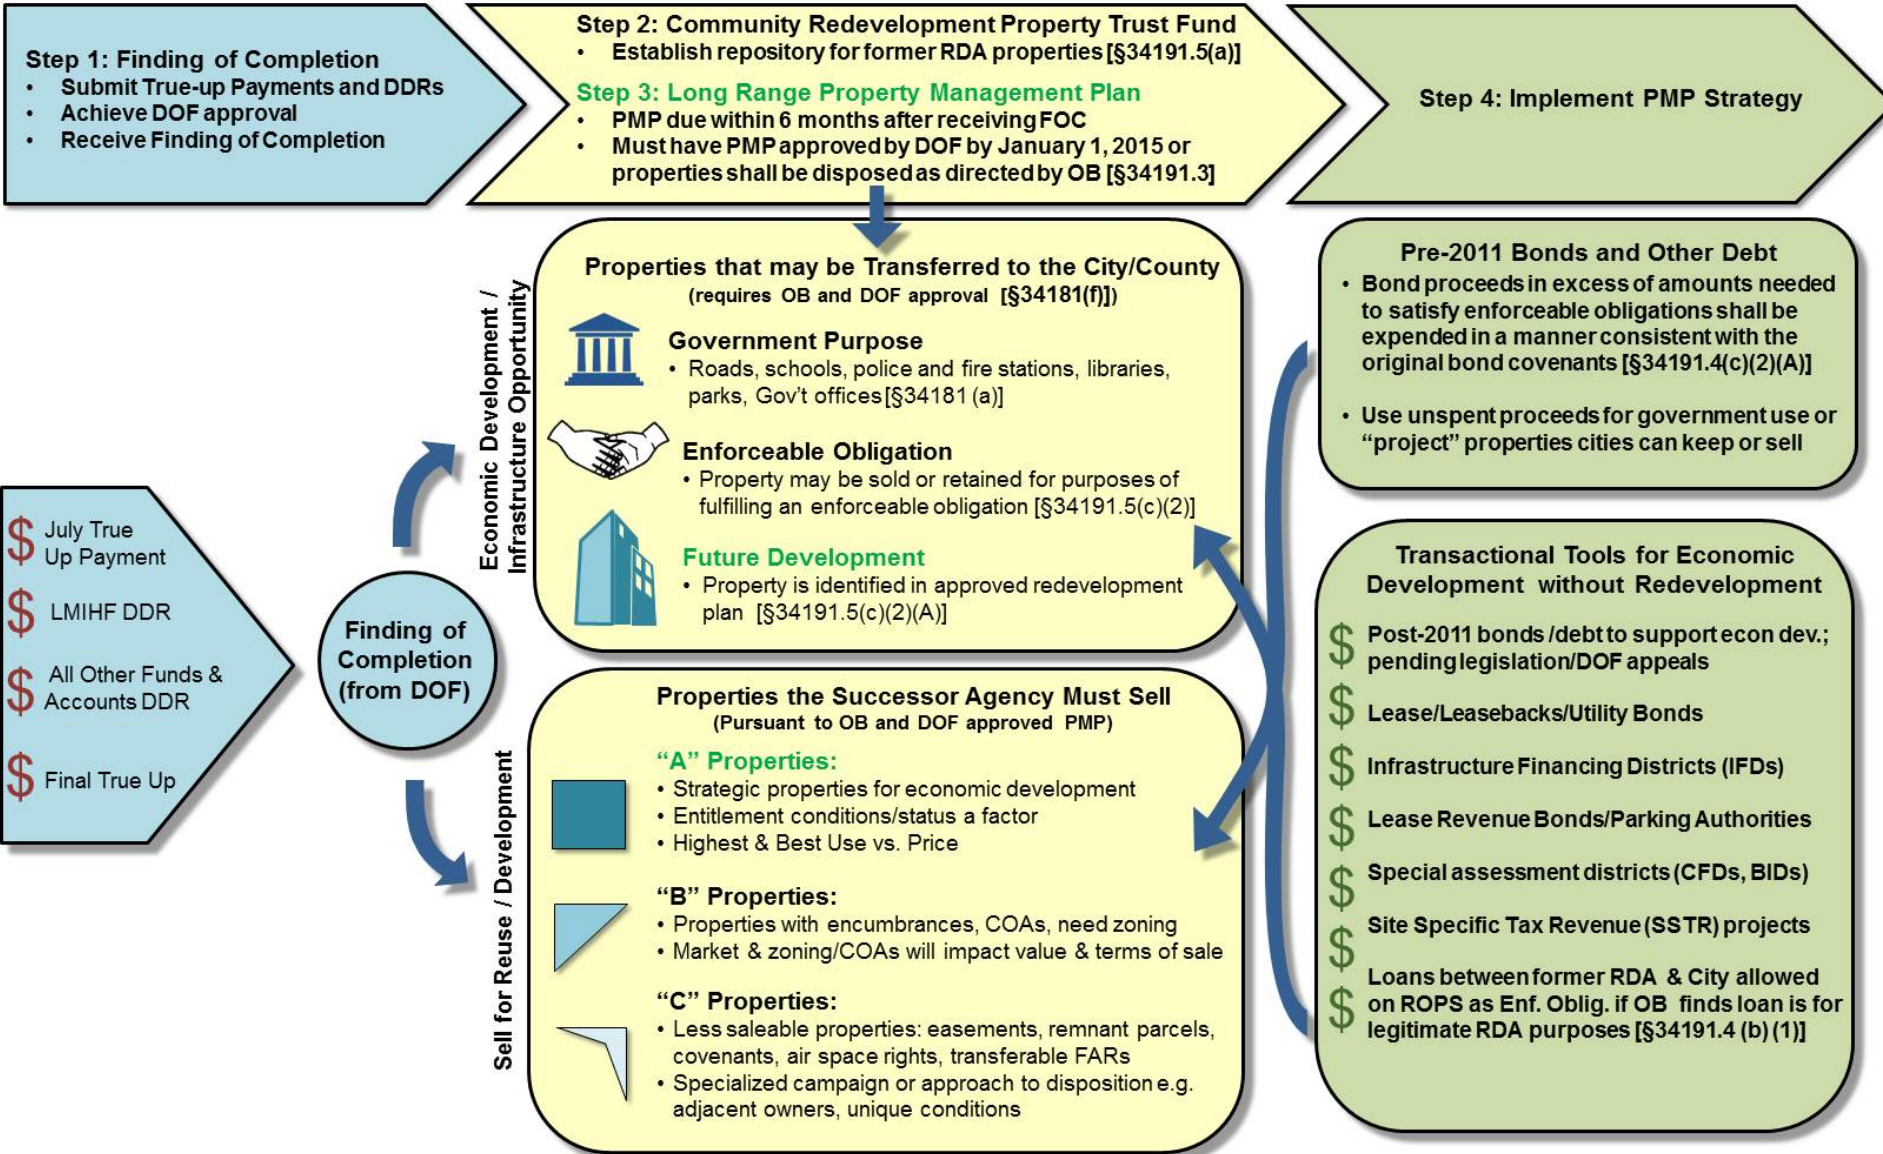 Step 1: Finding of Completion
• Submit True-up Payments and DDRs
• Achieve DOF approval
• Receive Finding of Completion
Step 2: Community Redevelopment Property Trust Fund
• Establish repository for former RDA properties [§34191.5(a)]
Step 3: Long Range Property Management Plan
• PMP due within 6 months after receiving FOC
• Must have PMP approved by DOF by January 1, 2015 or
properties shall be disposed as directed by OB [§34191.3]
Step 4: Implement PMP Strategy
$ July True
Up Payment
$ LMIHF DDR
$ All Other Funds &
Accounts DDR
$ Final True Up
Finding of
Completion
(from DOF)
Economic Development /
Infrastructure Opportunity
Properties that may be Transferred to the City/County
(requires OB and DOF approval [§34181(f)])
Government Purpose
• Roads, schools, police and fire stations, libraries,
parks, Gov't offices [§34181 (a)]
Enforceable Obligation
• Property may be sold or retained for purposes of
fulfilling an enforceable obligation [§34191.5(c)(2)]
Future Development
• Property is identified in approved redevelopment
plan [§34191.5(c)(2)(A)]
Sell for Reuse / Development
Properties the Successor Agency Must Sell
(Pursuant to OB and DOF approved PMP)
“A” Properties:
• Strategic properties for economic development
• Entitlement conditions/status a factor
• Highest & Best Use vs. Price
“B” Properties:
• Properties with encumbrances, COAs, need zoning
• Market & zoning/COAs will impact value & terms of sale
“C” Properties:
• Less saleable properties: easements, remnant parcels,
covenants, air space rights, transferable FARs
• Specialized campaign or approach to disposition e.g.
adjacent owners, unique conditions
Pre-2011 Bonds and Other Debt
• Bond proceeds in excess of amounts needed
to satisfy enforceable obligations shall be
expended in a manner consistent with the
original bond covenants [§34191.4(c)(2)(A)]
• Use unspent proceeds for government use or
“project” properties cities can keep or sell
Transactional Tools for Economic
Development without Redevelopment
$ Post-2011 bonds /debt to support econ dev.;
pending legislation/DOF appeals
$ Lease/Leasebacks/Utility Bonds
$ Infrastructure Financing Districts (IFDs)
$ Lease Revenue Bonds/Parking Authorities
$ Special assessment districts (CFDs, BIDs)
$ Site Specific Tax Revenue (SSTR) projects
$ Loans between former RDA & City allowed
on ROPS as Enf. Oblig. if OB finds loan is for
legitimate RDA purposes [§34191.4 (b) (1)]